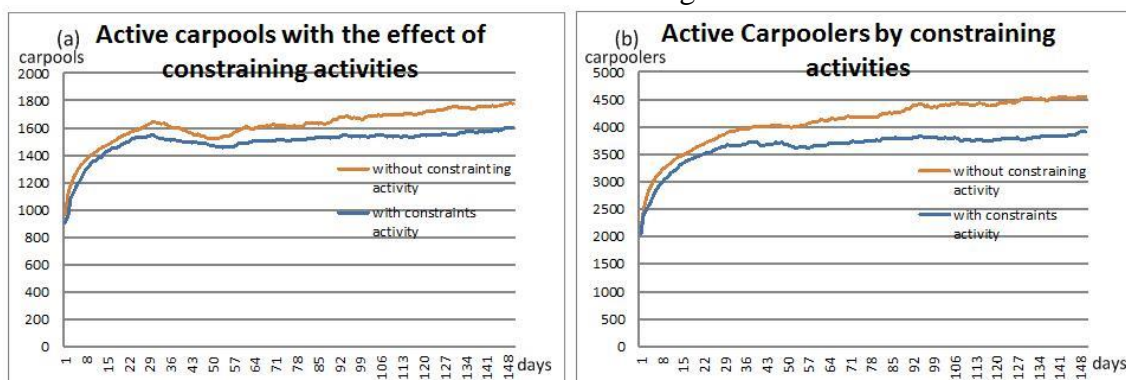 (a) Active carpools with the effect of
constraining activities
carpools
2000
1800
1600
1400
1200
1000
800
600
400
200
0
without constrainting
activity
with constraints
activity
1 8 15 22 29 36 43 50 57 64 71 78 85 92 99 106 113 120 127 134 141 148 days
(b) Active Carpoolers by constraining
activities
carpoolers
5000
4500
4000
3500
3000
2500
2000
1500
1000
500
0
without constraining
activity
with constraints
activity
1 8 15 22 29 36 43 50 57 64 71 78 85 92 99 106 113 120 127 134 141 148 days